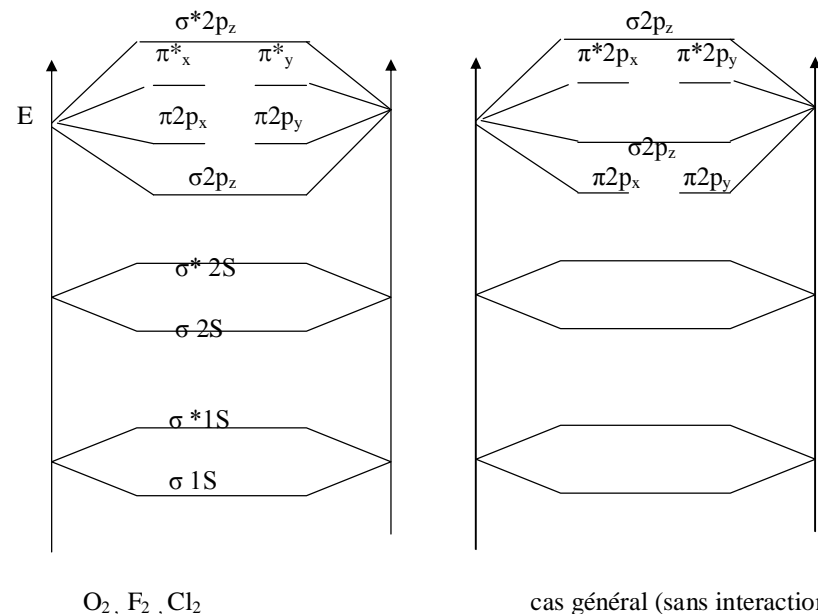 σ*2pz
σ2pz
π*x π*y
π*2px π*2py
E
π2px π2py
σ2pz
σ2pz
π2px π2py
σ* 2S
σ 2S
σ *1S
σ 1S
O2 , F2 ,Cl2
cas général (sans